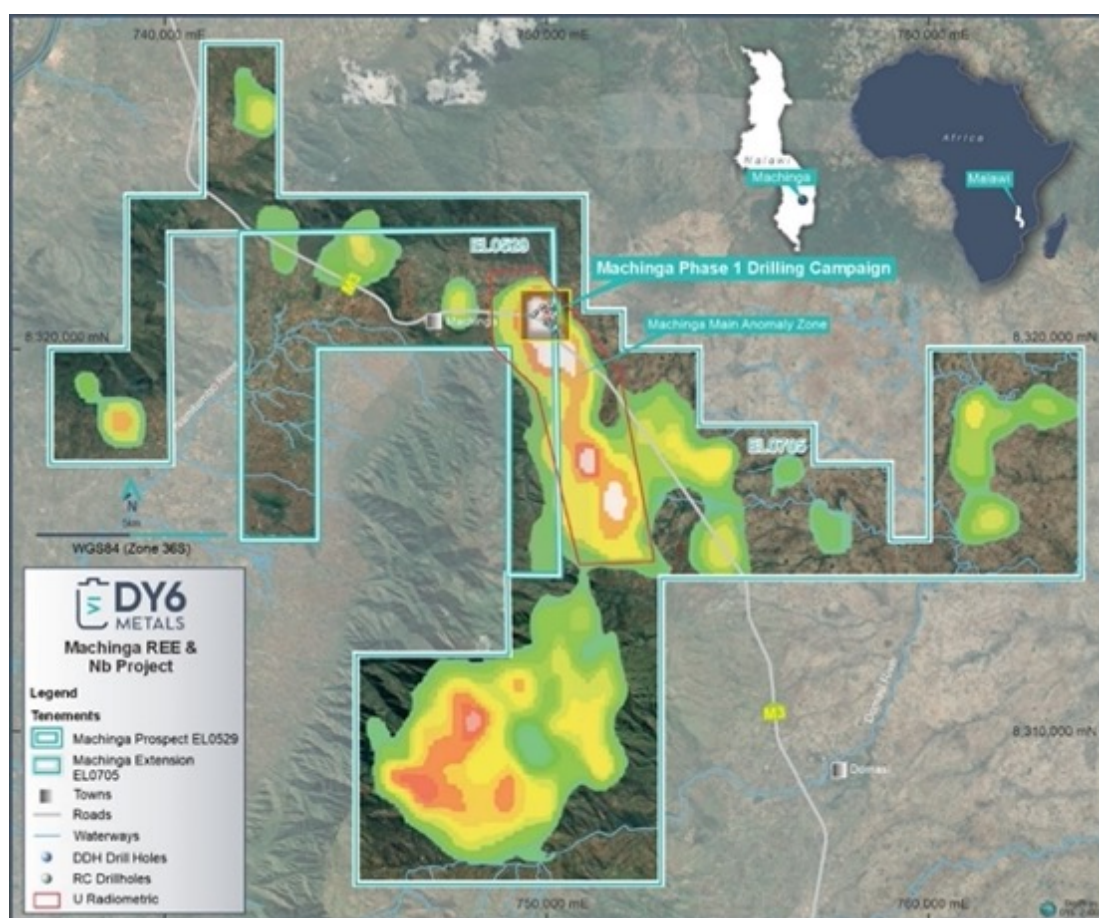 740,000 mE
750,000 mE
760,000 mE
Africa
Malawi
Machinga
Malawi
EL0529
Machinga Phase 1 Drilling Campaign
M3
Machinga
Machinga Main Anomaly Zone
8,320,000 mN
8,320,000 mN
EL0705
N
5km
WGS84 (Zone 36S)
DY6
METALS
Machinga REE &
Nb Project
Legend
Tenements
Machinga Prospect EL0529
Machinga Extension
EL0705
Towns
Roads
Waterways
DDH Drill Holes
RC Drillholes
U Radiometric
M3
Domasi
8,310,000 mN
750,000 mE
760,000 mE